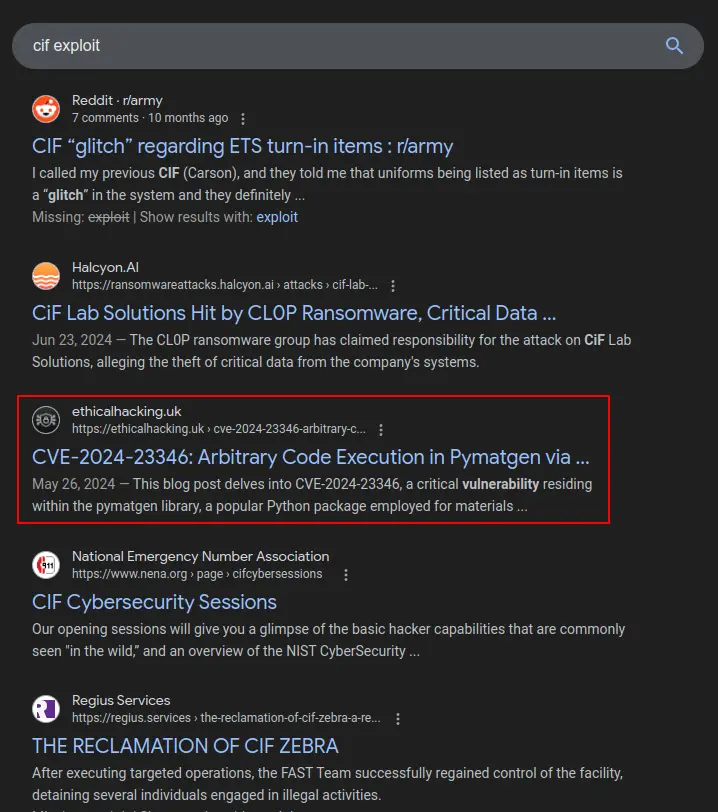 cif exploit
Reddit · r/army
7 comments · 10 months ago
CIF “glitch” regarding ETS turn-in items : r/army
I called my previous CIF (Carson), and they told me that uniforms being listed as turn-in items is
a “glitch” in the system and they definitely ...
Missing: exploit | Show results with: exploit
Halcyon.AI
https://ransomwareattacks.halcyon.ai › attacks › cif-lab-...
CiF Lab Solutions Hit by CL0P Ransomware, Critical Data ...
Jun 23, 2024 — The CL0P ransomware group has claimed responsibility for the attack on CiF Lab
Solutions, alleging the theft of critical data from the company's systems.
ethicalhacking.uk
https://ethicalhacking.uk › cve-2024-23346-arbitrary-c...
CVE-2024-23346: Arbitrary Code Execution in Pymatgen via ...
May 26, 2024 — This blog post delves into CVE-2024-23346, a critical vulnerability residing
within the pymatgen library, a popular Python package employed for materials ...
911
National Emergency Number Association
https://www.nena.org › page › cifcybersessions
CIF Cybersecurity Sessions
Our opening sessions will give you a glimpse of the basic hacker capabilities that are commonly
seen "in the wild,” and an overview of the NIST CyberSecurity ...
R
Regius Services
https://regius.services › the-reclamation-of-cif-zebra-a-re...
THE RECLAMATION OF CIF ZEBRA
After executing targeted operations, the FAST Team successfully regained control of the facility,
detaining several individuals engaged in illegal activities.